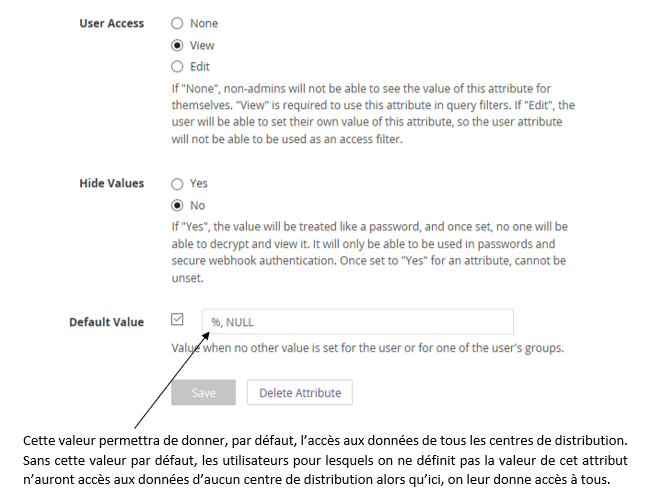 User Access
None
View
Edit
If "None", non-admins will not be able to see the value of this attribute for
themselves. "View" is required to use this attribute in query filters. If "Edit", the
user will be able to set their own value of this attribute, so the user attribute
will not be able to be used as an access filter.
Hide Values
Yes
No
If "Yes", the value will be treated like a password, and once set, no one will be
able to decrypt and view it. It will only be able to be used in passwords and
secure webhook authentication. Once set to "Yes" for an attribute, cannot be
unset.
Default Value
%, NULL
Value when no other value is set for the user or for one of the user's groups.
Save
Delete Attribute
Cette valeur permettra de donner, par défaut, l’accès aux données de tous les centres de distribution.
Sans cette valeur par défaut, les utilisateurs pour lesquels on ne définit pas la valeur de cet attribut
n’auront accès aux données d’aucun centre de distribution alors qu’ici, on leur donne accès à tous.